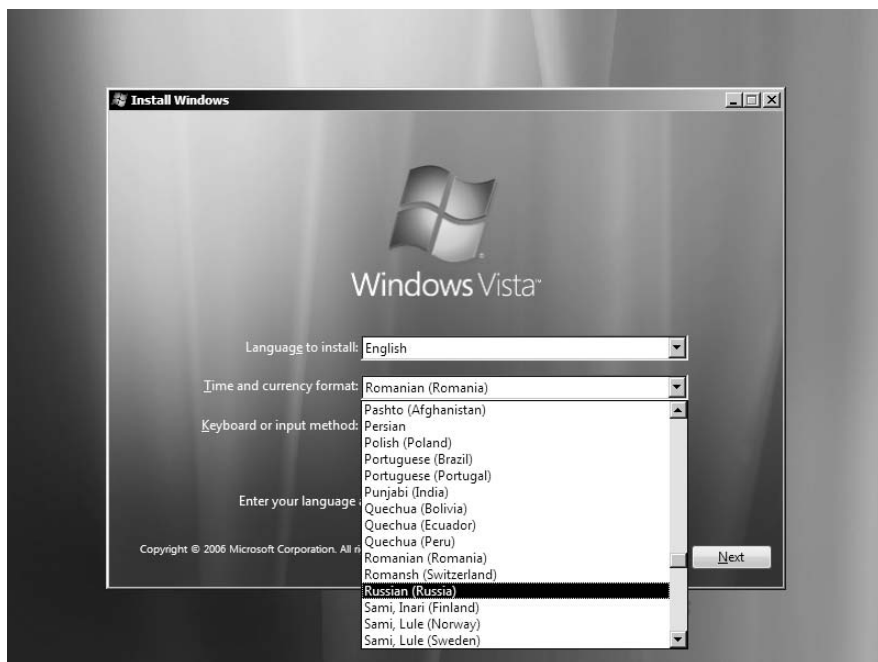 Install Windows
Windows Vista™
Language to install: English
Time and currency format: Romanian (Romania)
Pashto (Afghanistan)
Keyboard or input method: Persian
Polish (Poland)
Portuguese (Brazil)
Portuguese (Portugal)
Punjabi (India)
Enter your language
Quechua (Bolivia)
Quechua (Ecuador)
Quechua (Peru)
Copyright © 2006 Microsoft Corporation. All
Romanian (Romania)
Next
Romansh (Switzerland)
Russian (Russia)
Sami, Inari (Finland)
Sami, Lule (Norway)
Sami, Lule (Sweden)